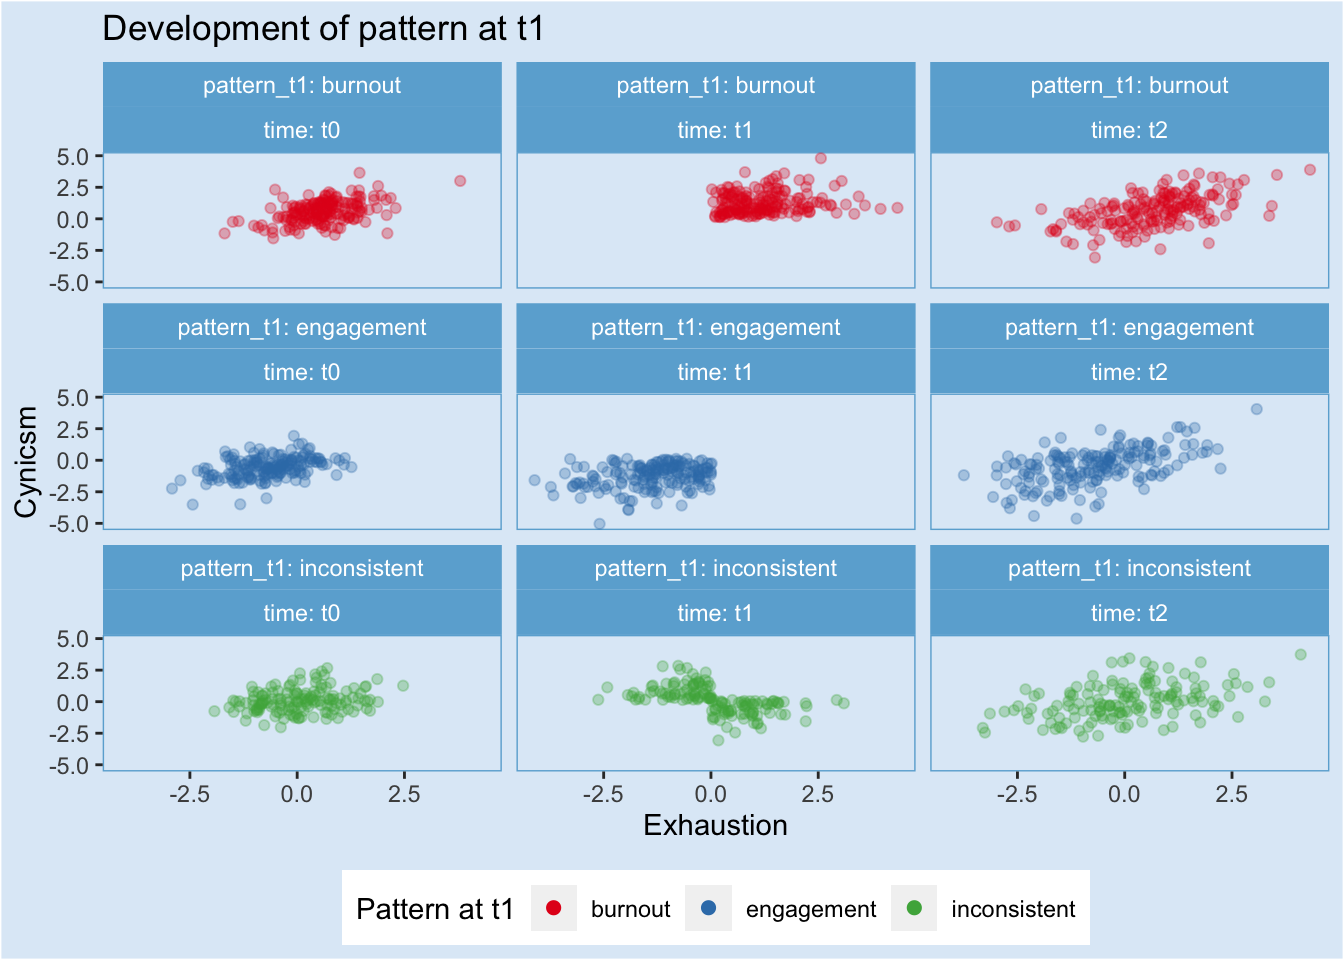 Development of pattern at t1
pattern_t1: burnout
time: t0
pattern_t1: burnout
time: t1
pattern_t1: burnout
time: t2
5.0
2.5
0.0
-2.5
-5.0
pattern_t1: engagement
time: t0
pattern_t1: engagement
time: t1
pattern_t1: engagement
time: t2
5.0
2.5
0.0
-2.5
-5.0
Cynicsm
pattern_t1: inconsistent
time: t0
pattern_t1: inconsistent
time: t1
pattern_t1: inconsistent
time: t2
5.0
2.5
0.0
-2.5
-5.0
-2.5 0.0 2.5
-2.5 0.0 2.5
-2.5 0.0 2.5
Exhaustion
Pattern at t1 burnout engagement inconsistent